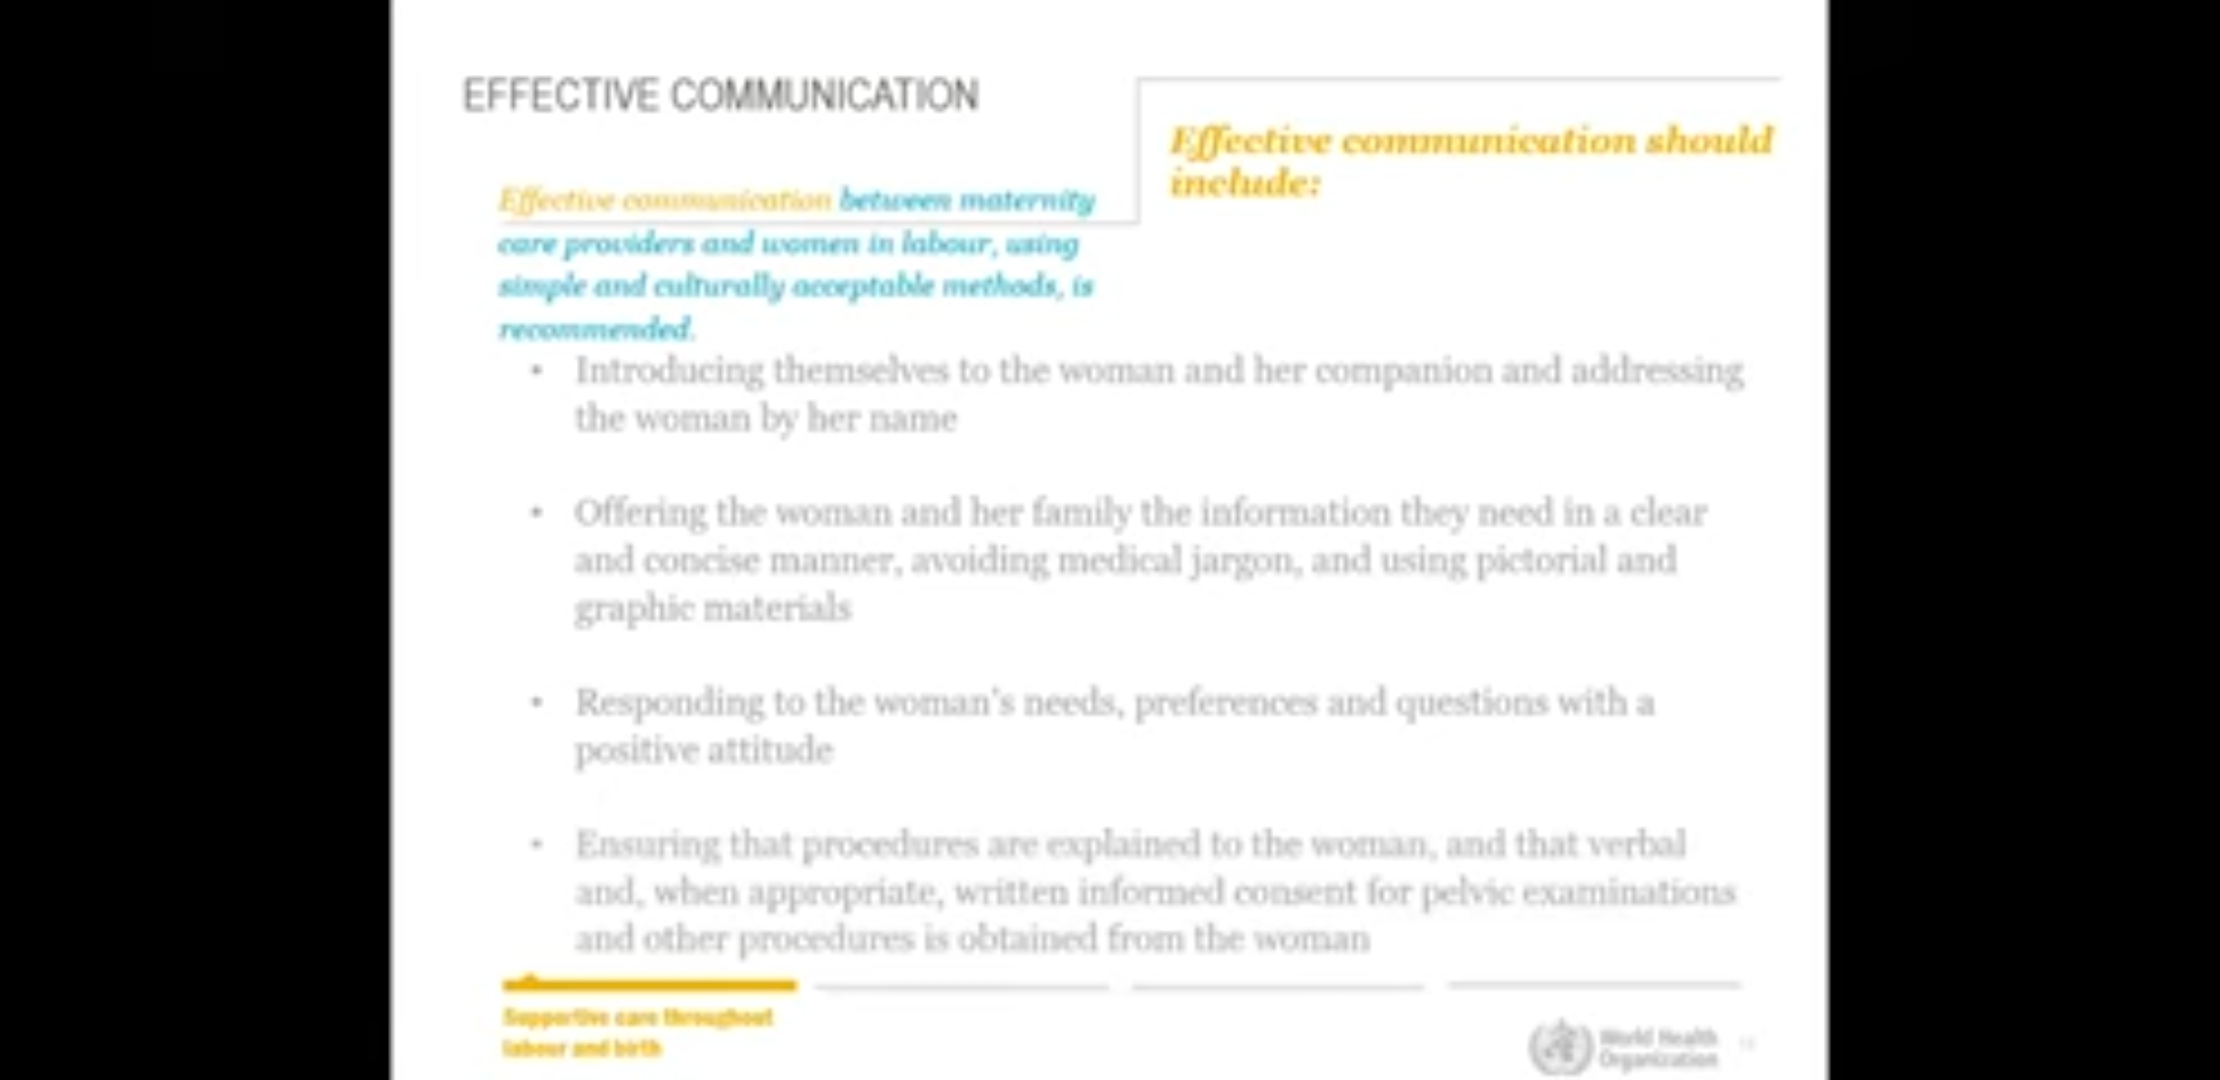 EFFECTIVE COMMUNICATION
Effective communication between maternity
care providers and women in labour, using
simple and culturally acceptable methods, is
recommended.
Effective communication should
include:
• Introducing themselves to the woman and her companion and addressing
the woman by her name
• Offering the woman and her family the information they need in a clear
and concise manner, avoiding medical jargon, and using pictorial and
graphic materials
• Responding to the woman's needs, preferences and questions with a
positive attitude
• Ensuring that procedures are explained to the woman, and that verbal
and, when appropriate, written informed consent for pelvic examinations
and other procedures is obtained from the woman
Supportive care throughout
labour and birth
World Health
Organization